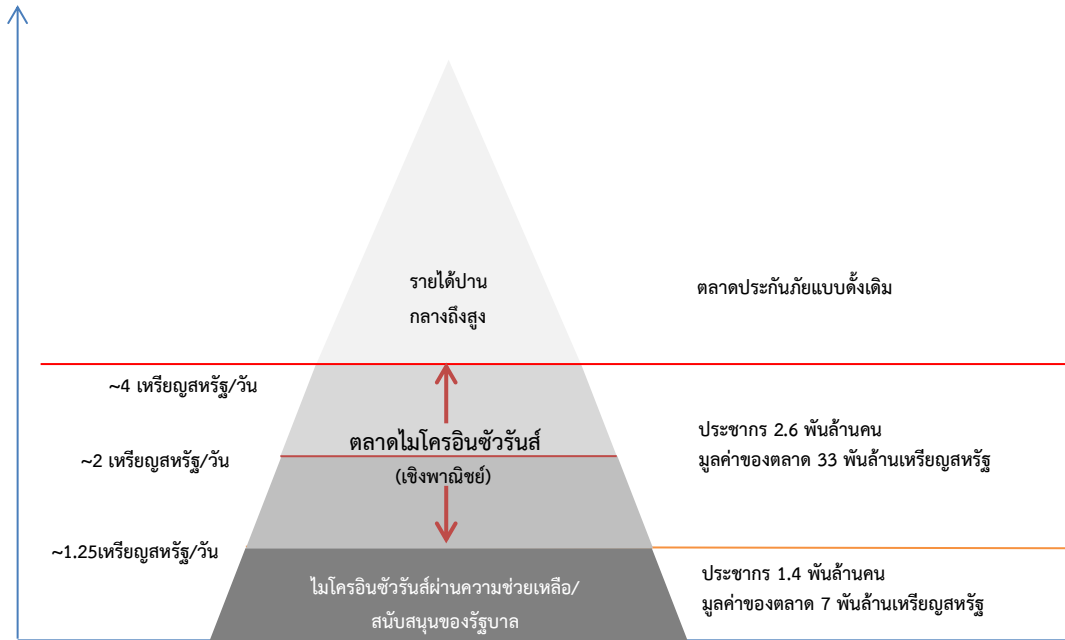 รายได้ปาน
กลางถึงสูง
ตลาดประกันภัยแบบดั้งเดิม
~4 เหรียญสหรัฐ/วัน
ตลาดไมโครอินชัวรันส์
(เชิงพาณิชย์)
~2 เหรียญสหรัฐ/วัน
ประชากร 2.6 พันล้านคน
มูลค่าของตลาด 33 พันล้านเหรียญสหรัฐ
~1.25เหรียญสหรัฐ/วัน
ไมโครอินชัวรันส์ผ่านความช่วยเหลือ/
สนับสนุนของรัฐบาล
ประชากร 1.4 พันล้านคน
มูลค่าของตลาด 7 พันล้านเหรียญสหรัฐ